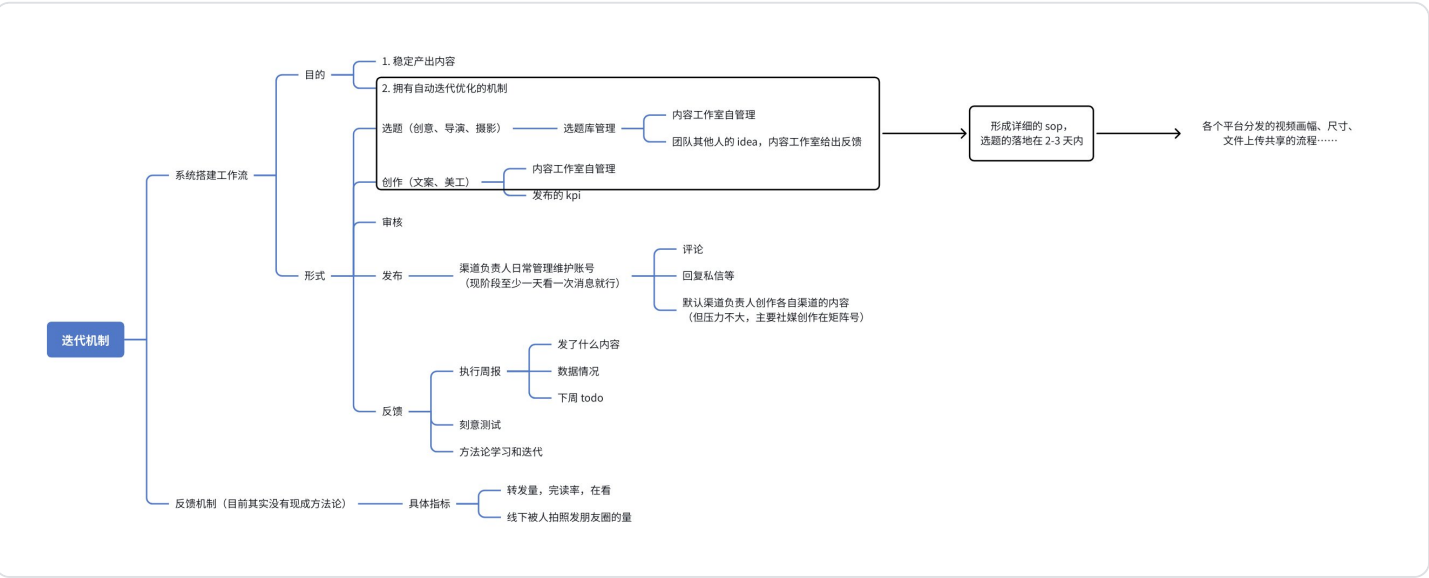 迭代机制
系统搭建工作流
目的
1. 稳定产出内容
2. 拥有自动迭代优化的机制
形式
选题（创意、导演、摄影）
选题库管理
内容工作室自管理
团队其他人的 idea，内容工作室给出反馈
创作（文案、美工）
内容工作室自管理
发布的 kpi
审核
发布
渠道负责人日常管理维护账号
（现阶段至少一天看一次消息就行）
评论
回复私信等
默认渠道负责人创作各自渠道的内容
（但压力不大，主要社媒创作在矩阵号）
反馈
执行周报
发了什么内容
数据情况
下周 todo
刻意测试
方法论学习和迭代
反馈机制（目前其实没有现成方法论）
具体指标
转发量，完读率，在看
线下被人拍照发朋友圈的量
形成详细的 sop，
选题的落地在 2-3 天内
各个平台分发的视频画幅、尺寸、
文件上传共享的流程……